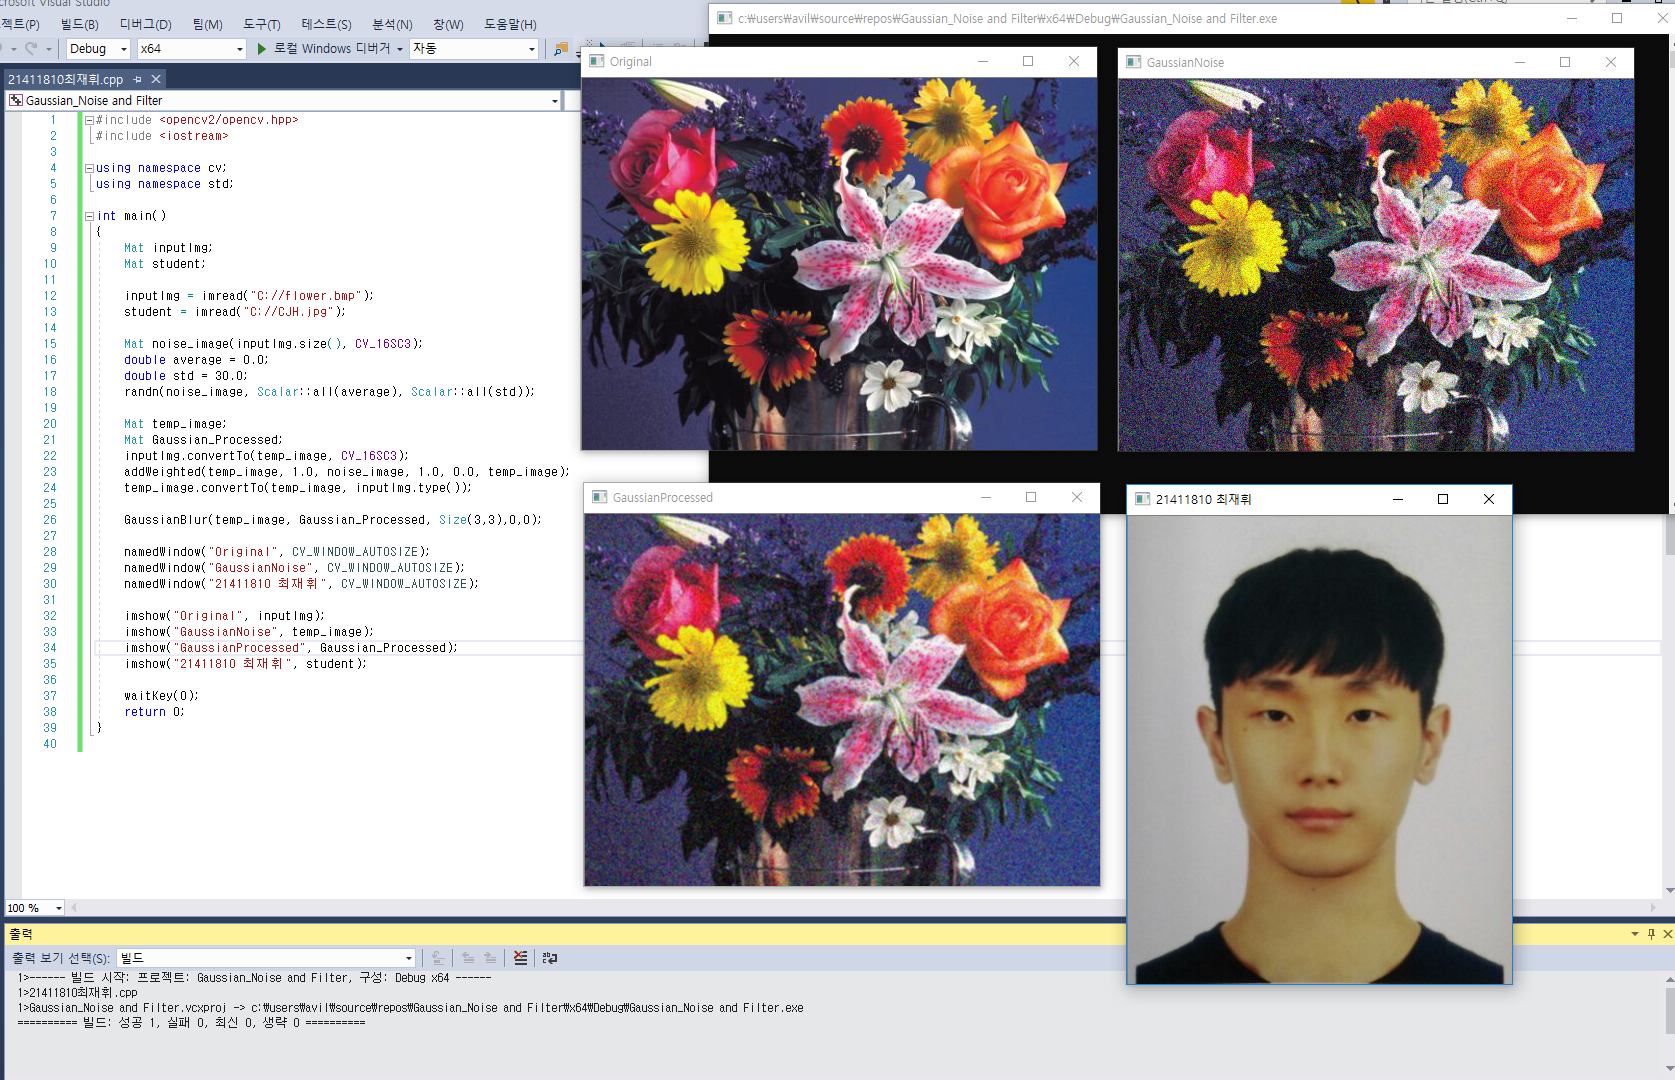 crosoft Visual Studio
젝트(P) 빌드(B) 디버그(D) 팀(M) 도구(T) 테스트(S) 분석(N) 창(W) 도움말(H)
Debug x64 로컬 Windows 디버거 자동
21411810최재휘.cpp
Gaussian_Noise and Filter
1 #include <opencv2/opencv.hpp>
2 #include <iostream>
3
4 using namespace cv;
5 using namespace std;
6
7 int main()
8 {
9 Mat inputImg;
10 Mat student;
11
12 inputImg = imread("C://flower.bmp");
13 student = imread("C://CJH.jpg");
14
15 Mat noise_image(inputImg.size(), CV_16SC3);
16 double average = 0.0;
17 double std = 30.0;
18 randn(noise_image, Scalar::all(average), Scalar::all(std));
19
20 Mat temp_image;
21 Mat Gaussian_Processed;
22 inputImg.convertTo(temp_image, CV_16SC3);
23 addWeighted(temp_image, 1.0, noise_image, 1.0, 0.0, temp_image);
24 temp_image.convertTo(temp_image, inputImg.type());
25
26 GaussianBlur(temp_image, Gaussian_Processed, Size(3,3),0,0);
27
28 namedWindow("Original", CV_WINDOW_AUTOSIZE);
29 namedWindow("GaussianNoise", CV_WINDOW_AUTOSIZE);
30 namedWindow("21411810 최재휘", CV_WINDOW_AUTOSIZE);
31
32 imshow("Original", inputImg);
33 imshow("GaussianNoise", temp_image);
34 imshow("GaussianProcessed", Gaussian_Processed);
35 imshow("21411810 최재휘", student);
36
37 waitKey(0);
38 return 0;
39 }
40
100 %
c:₩users₩avil₩source₩repos₩Gaussian_Noise and Filter₩x64₩Debug₩Gaussian_Noise and Filter.exe
Original
GaussianNoise
GaussianProcessed
21411810 최재휘
출력
출력 보기 선택(S): 빌드
1>------ 빌드 시작: 프로젝트: Gaussian_Noise and Filter, 구성: Debug x64 ------
1>21411810최재휘.cpp
1>Gaussian_Noise and Filter.vcxproj -> c:₩users₩avil₩source₩repos₩Gaussian_Noise and Filter₩x64₩Debug₩Gaussian_Noise and Filter.exe
========== 빌드: 성공 1, 실패 0, 최신 0, 생략 0 ==========